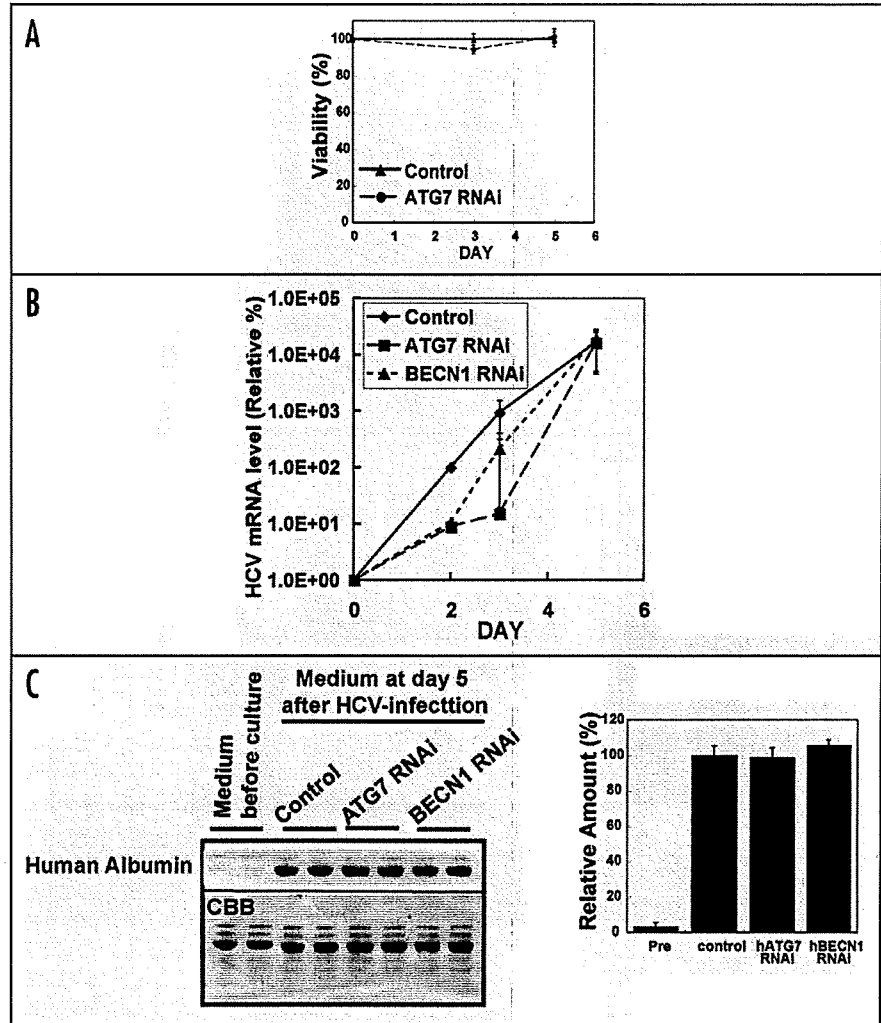 A
Viability (%)
100
80
60
40
20
0
Control
ATG7 RNAi
0 1 2 3 4 5 6
DAY
B
HCV mRNA level (Relative %)
1.0E+05
1.0E+04
1.0E+03
1.0E+02
1.0E+01
1.0E+00
Control
ATG7 RNAi
BECN1 RNAi
0 2 4 6
DAY
C
Medium at day 5
after HCV-infecttion
Medium
before culture
Control
ATG7 RNAi
BECN1 RNAi
Human Albumin
CBB
Relative Amount (%)
120
100
80
60
40
20
0
Pre control hATG7 RNAi hBECN1 RNAi